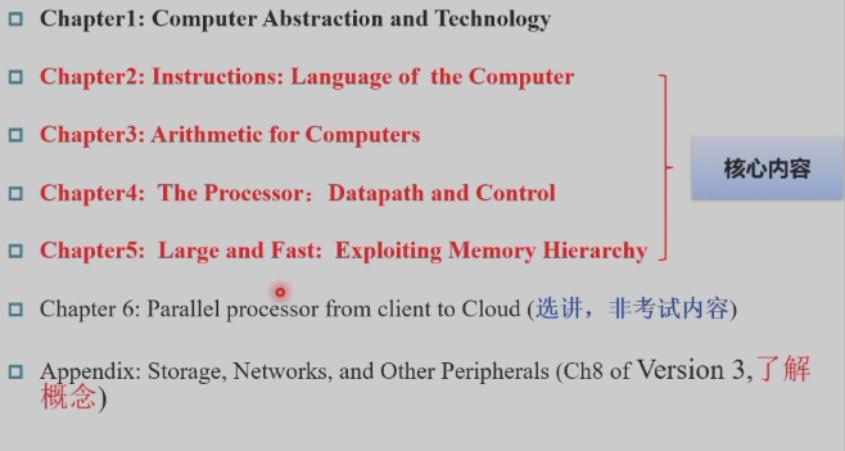 Chapter1: Computer Abstraction and Technology
Chapter2: Instructions: Language of the Computer
Chapter3: Arithmetic for Computers
Chapter4: The Processor：Datapath and Control
Chapter5: Large and Fast: Exploiting Memory Hierarchy
核心内容
Chapter 6: Parallel processor from client to Cloud (选讲，非考试内容)
Appendix: Storage, Networks, and Other Peripherals (Ch8 of Version 3,了解
概念)